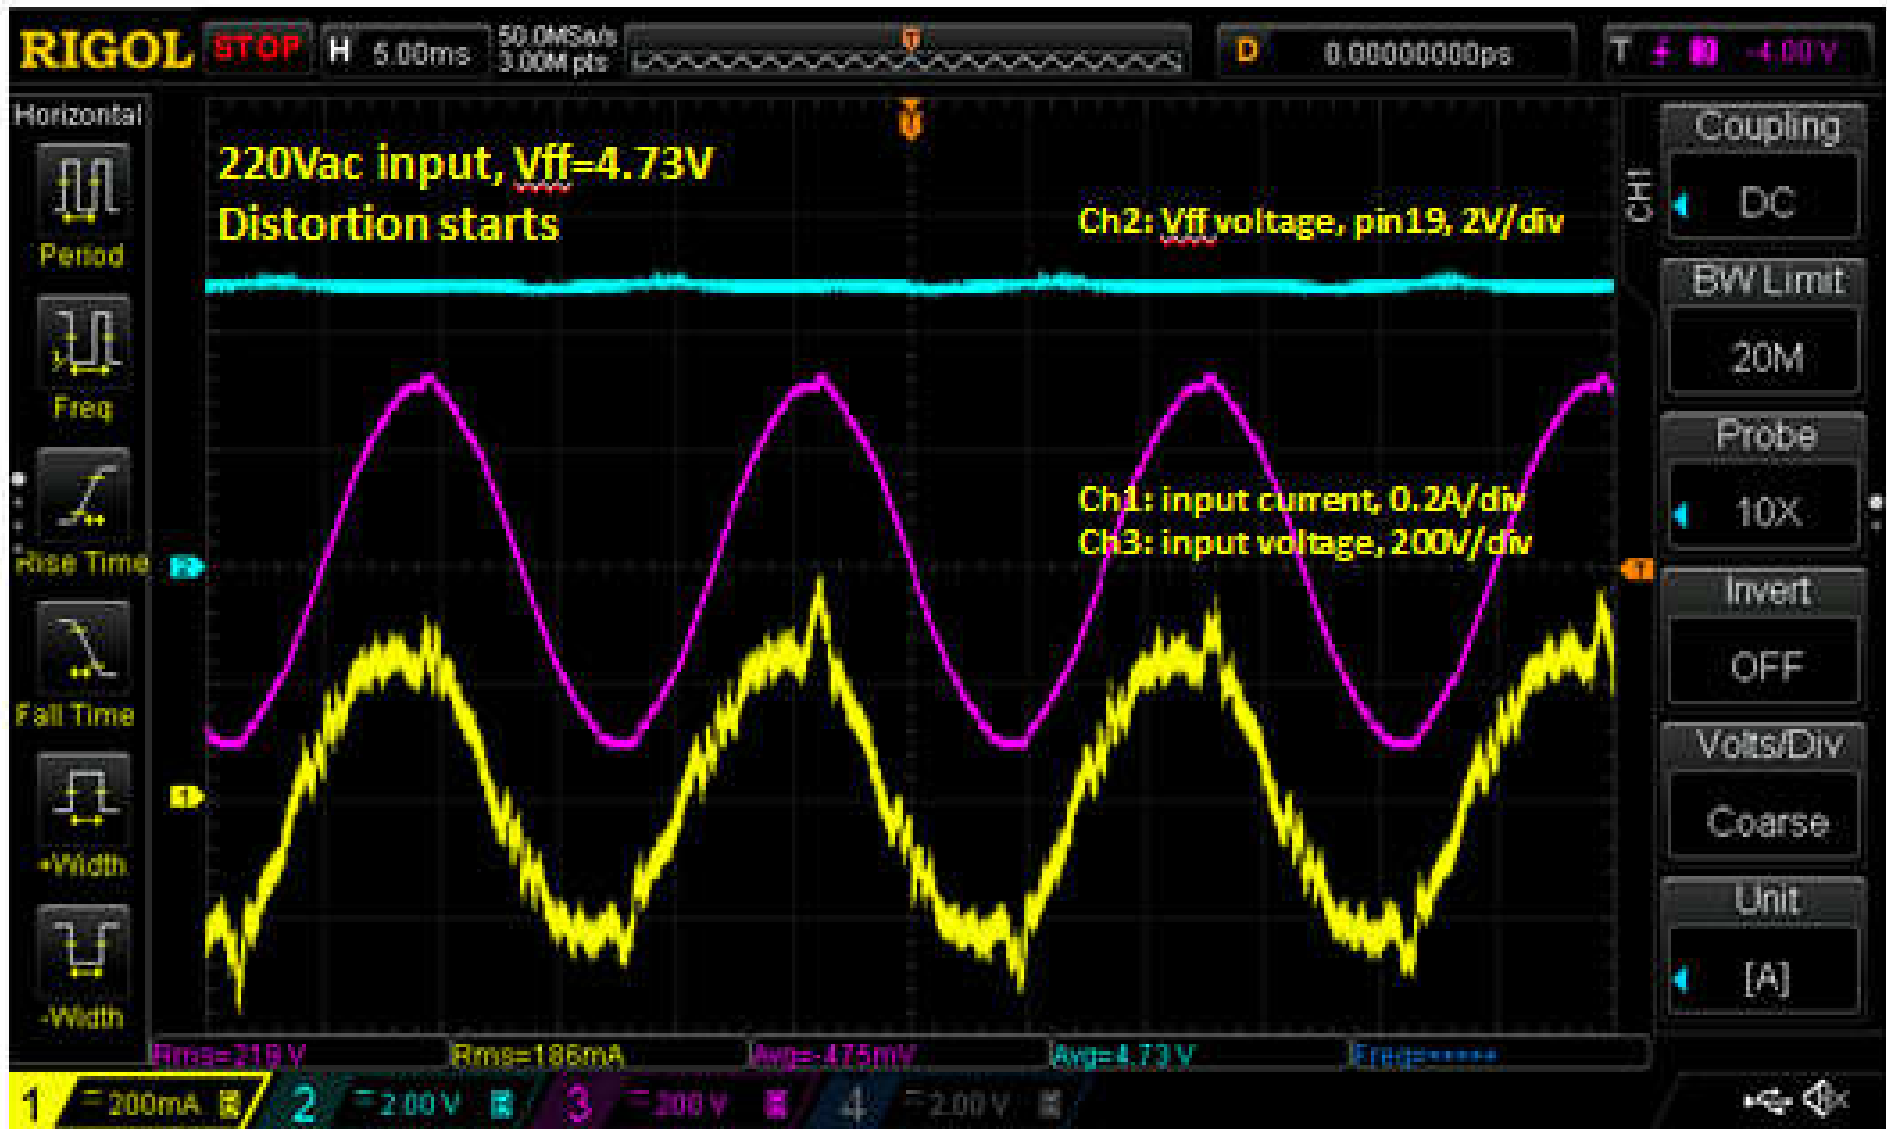 RIGOL STOP H 5.00ms 50.0MSa/s 3.00M pts T D 0.00000000ps T -4.00 V
Horizontal
Period
Freq
Rise Time
Fall Time
+Width
-Width
220Vac input, Vff=4.73V
Distortion starts
Ch2: Vff voltage, pin19, 2V/div
Ch1: input current, 0.2A/div
Ch3: input voltage, 200V/div
2
1
T
CH1
Coupling
DC
BW Limit
20M
Probe
10X
Invert
OFF
Volts/Div
Coarse
Unit
[A]
Rms=186mA Avg=-475mV Avg=4.73 V Freq=*****
1 200mA 2 2.00 V 3 200 V 4 2.00 V